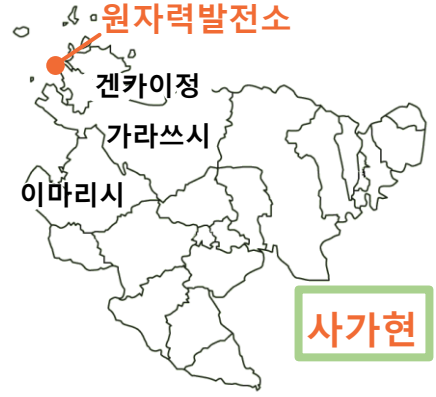 원자력발전소
겐카이정
가라쓰시
이마리시
사가현